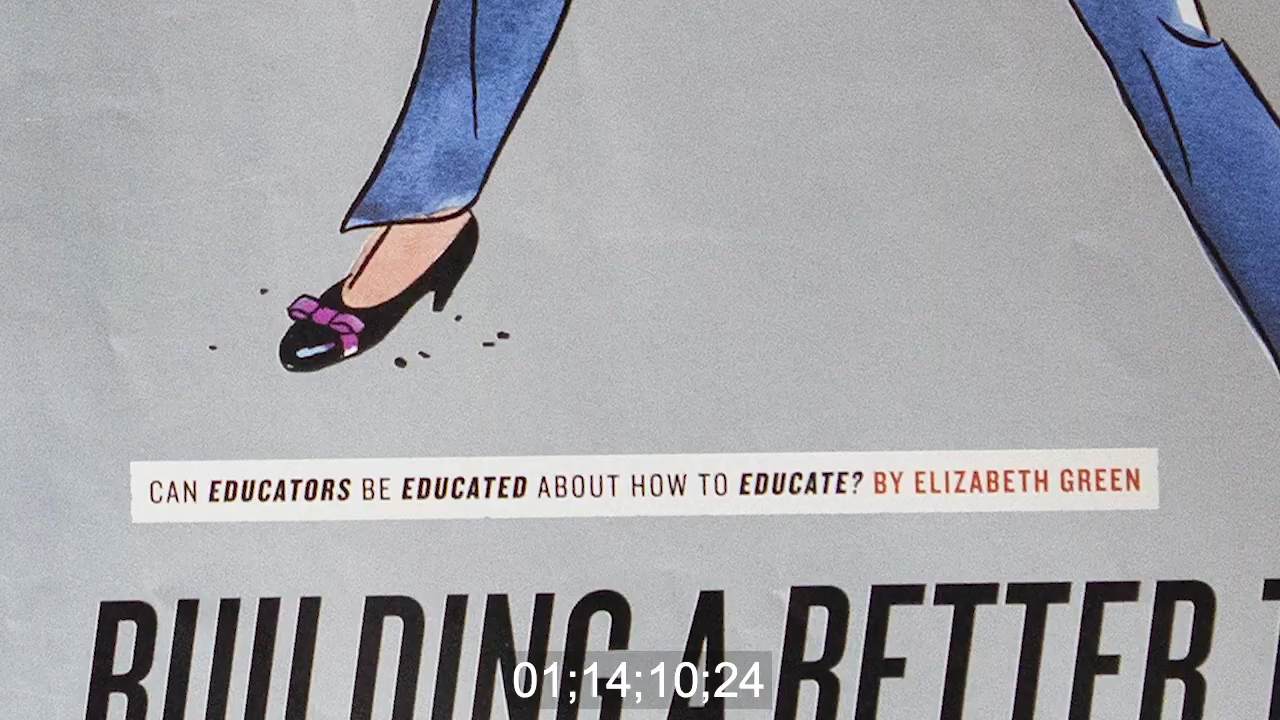 CAN EDUCATORS BE EDUCATED ABOUT HOW TO EDUCATE? BY ELIZABETH GREEN
BUILDING A BETTER
01;14;10;24